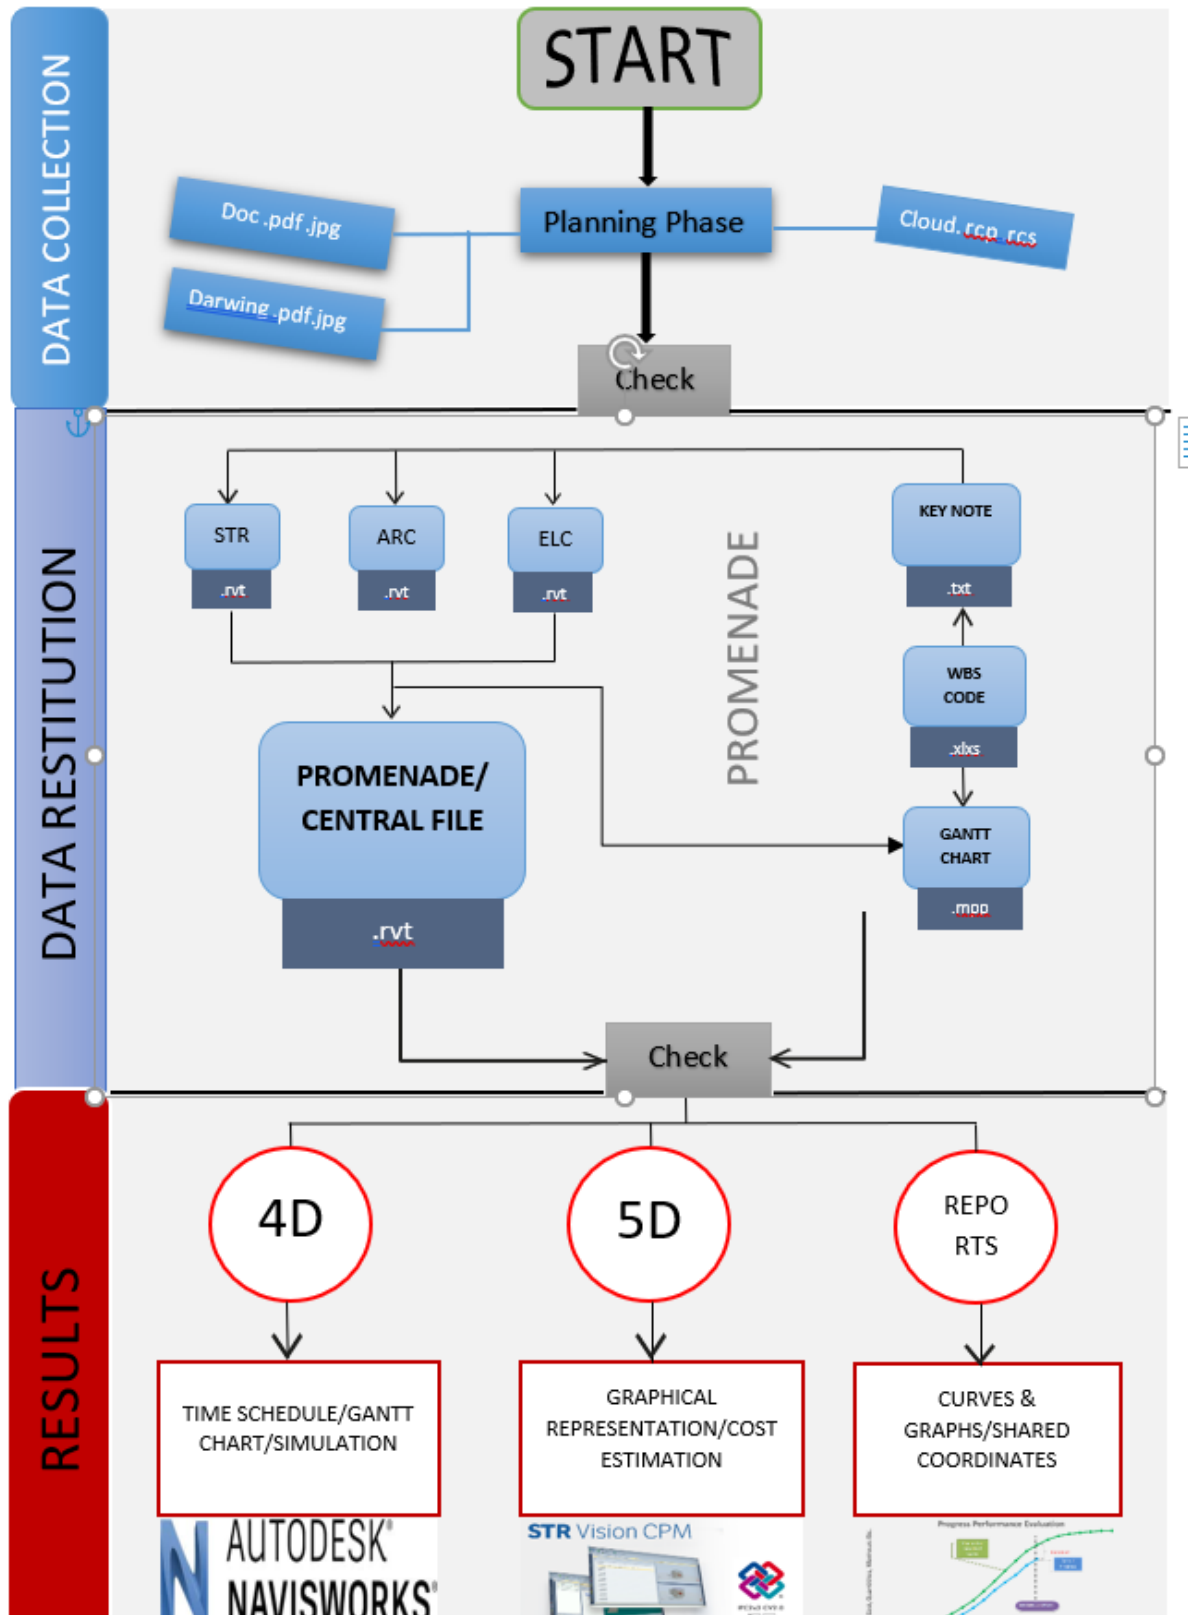 START
DATA COLLECTION
Doc.pdf.jpg
Planning Phase
Cloud.rcp.rcs
Darwing.pdf.jpg
Check
DATA RESTITUTION
STR
.rvt
ARC
.rvt
ELC
.rvt
PROMENADE
KEY NOTE
.txt
WBS
CODE
.xlxs
PROMENADE/
CENTRAL FILE
.rvt
GANTT
CHART
.mpp
Check
RESULTS
4D
5D
REPO
RTS
TIME SCHEDULE/GANTT
CHART/SIMULATION
GRAPHICAL
REPRESENTATION/COST
ESTIMATION
CURVES &
GRAPHS/SHARED
COORDINATES
AUTODESK®
NAVISWORKS®
STR Vision CPM
Progress Performance Evaluation